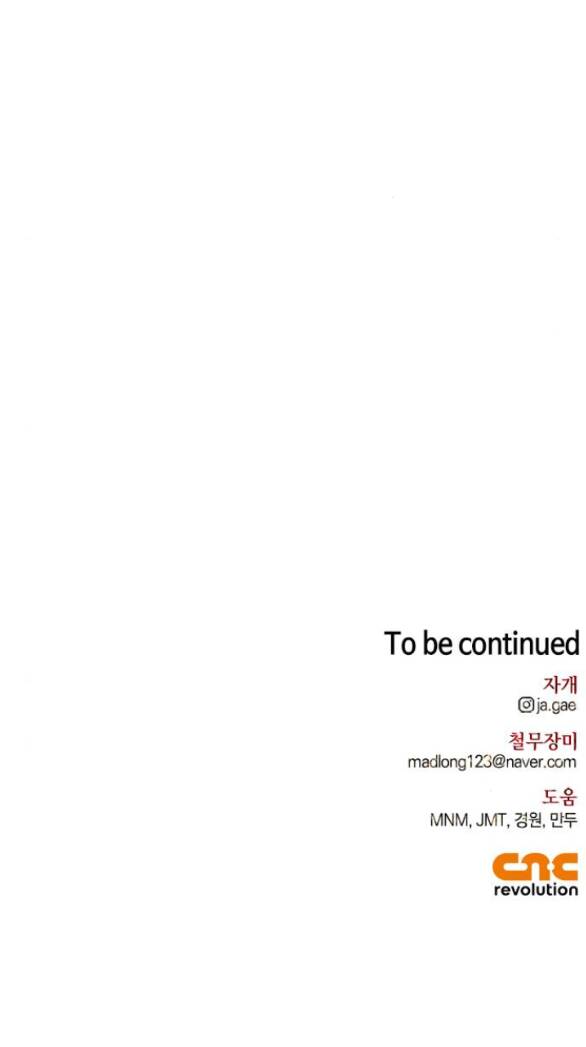 To be continued
자개
ja.gae
철무장미
madlong123@naver.com
도움
MNM, JMT, 경원, 만두
CRC
revolution